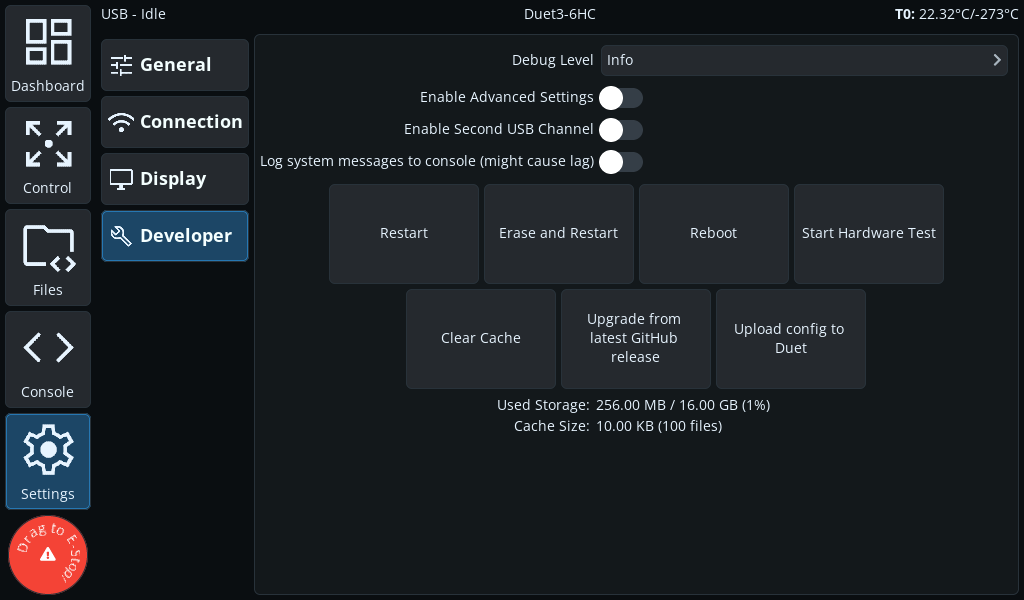 USB - Idle
Duet3-6HC
T0: 22.32°C/-273°C
Dashboard
Control
Files
Console
Settings
Drag to E-Stop!
General
Connection
Display
Developer
Debug Level
Info
Enable Advanced Settings
Enable Second USB Channel
Log system messages to console (might cause lag)
Restart
Erase and Restart
Reboot
Start Hardware Test
Clear Cache
Upgrade from
latest GitHub
release
Upload config to
Duet
Used Storage: 256.00 MB / 16.00 GB (1%)
Cache Size: 10.00 KB (100 files)